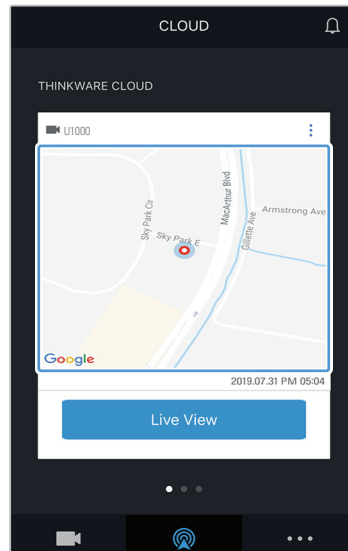 CLOUD
THINKWARE CLOUD
U1000
Sky Park Cir
Sky Park E
MacArthur Blvd
Gillette Ave
Armstrong Ave
Google
2019.07.31 PM 05:04
Live View